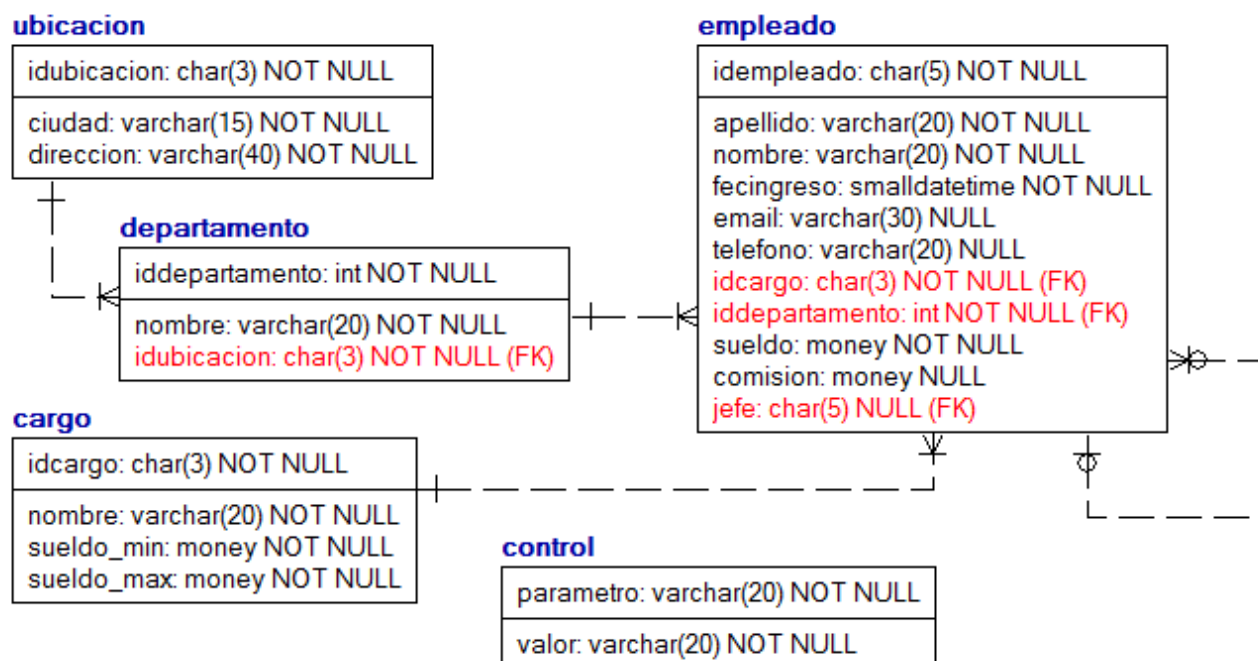 ubicacion
idubicacion: char(3) NOT NULL
ciudad: varchar(15) NOT NULL
direccion: varchar(40) NOT NULL
departamento
iddepartamento: int NOT NULL
nombre: varchar(20) NOT NULL
idubicacion: char(3) NOT NULL (FK)
empleado
idempleado: char(5) NOT NULL
apellido: varchar(20) NOT NULL
nombre: varchar(20) NOT NULL
fecingreso: smalldatetime NOT NULL
email: varchar(30) NULL
telefono: varchar(20) NULL
idcargo: char(3) NOT NULL (FK)
iddepartamento: int NOT NULL (FK)
sueldo: money NOT NULL
comision: money NULL
jefe: char(5) NULL (FK)
cargo
idcargo: char(3) NOT NULL
nombre: varchar(20) NOT NULL
sueldo_min: money NOT NULL
sueldo_max: money NOT NULL
control
parametro: varchar(20) NOT NULL
valor: varchar(20) NOT NULL